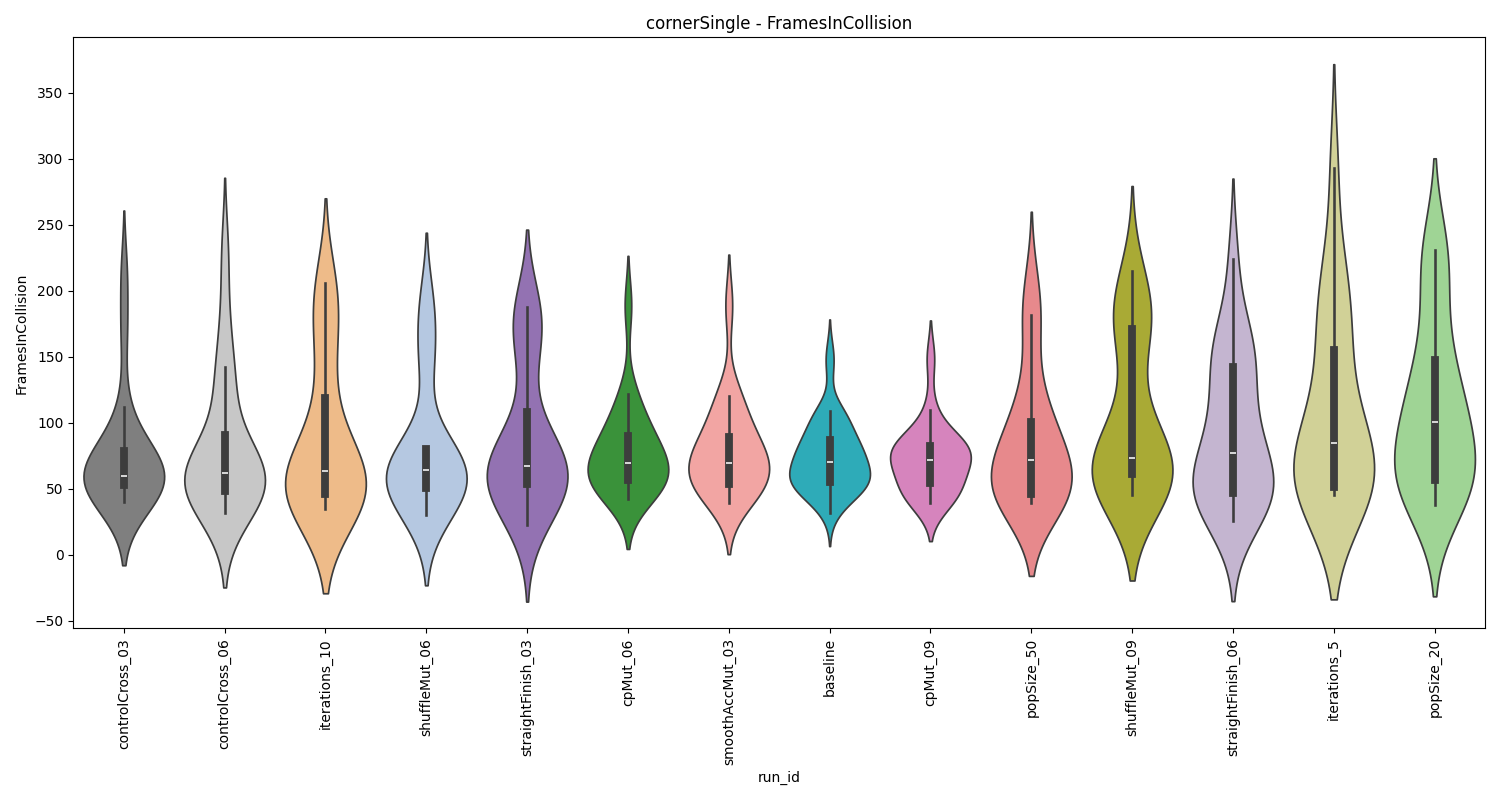 cornerSingle - FramesInCollision
FramesInCollision
350
300
250
200
150
100
50
0
−50
controlCross_03
controlCross_06
iterations_10
shuffleMut_06
straightFinish_03
cpMut_06
smoothAccMut_03
baseline
cpMut_09
popSize_50
shuffleMut_09
straightFinish_06
iterations_5
popSize_20
run_id